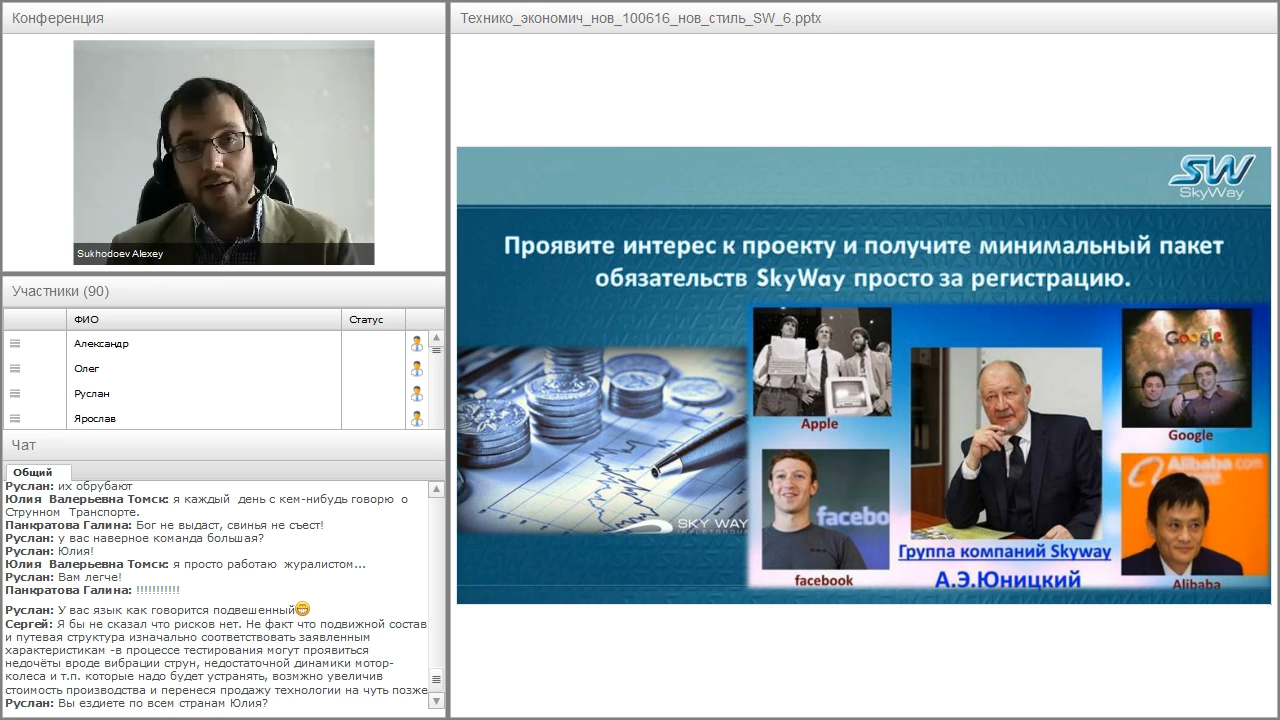 Конференция
Sukhodoev Alexey
Участники (90)
ФИО
Статус
Александр
Олег
Руслан
Ярослав
Чат
Общий
Руслан: их обрубают
Юлия Валерьевна Томск: я каждый день с кем-нибудь говорю о
Струнном Транспорте.
Панкратова Галина: Бог не выдаст, свинья не съест!
Руслан: у вас наверное команда большая?
Руслан: Юлия!
Юлия Валерьевна Томск: я просто работаю журналистом...
Руслан: Вам легче!
Панкратова Галина: !!!!!!!!!!!
Руслан: У вас язык как говорится подвешенный
Сергей: Я бы не сказал что рисков нет. Не факт что подвижной состав
и путевая структура изначально соответствовать заявленным
характеристикам -в процессе тестирования могут проявиться
недочёты вроде вибрации струн, недостаточной динамики мотор-
колеса и т.п. которые надо будет устранять, возмжно увеличив
стоимость производства и перенеся продажу технологии на чуть позже
Руслан: Вы ездиете по всем странам Юлия?
Технико_экономич_нов_100616_нов_стиль_SW_6.pptx
SW
SkyWay
Проявите интерес к проекту и получите минимальный пакет
обязательств SkyWay просто за регистрацию.
SKY WAY
Apple
Google
Google
facebo
facebook
Группа компаний Skyway
А.Э.Юницкий
Alibaba.com
Alibaba